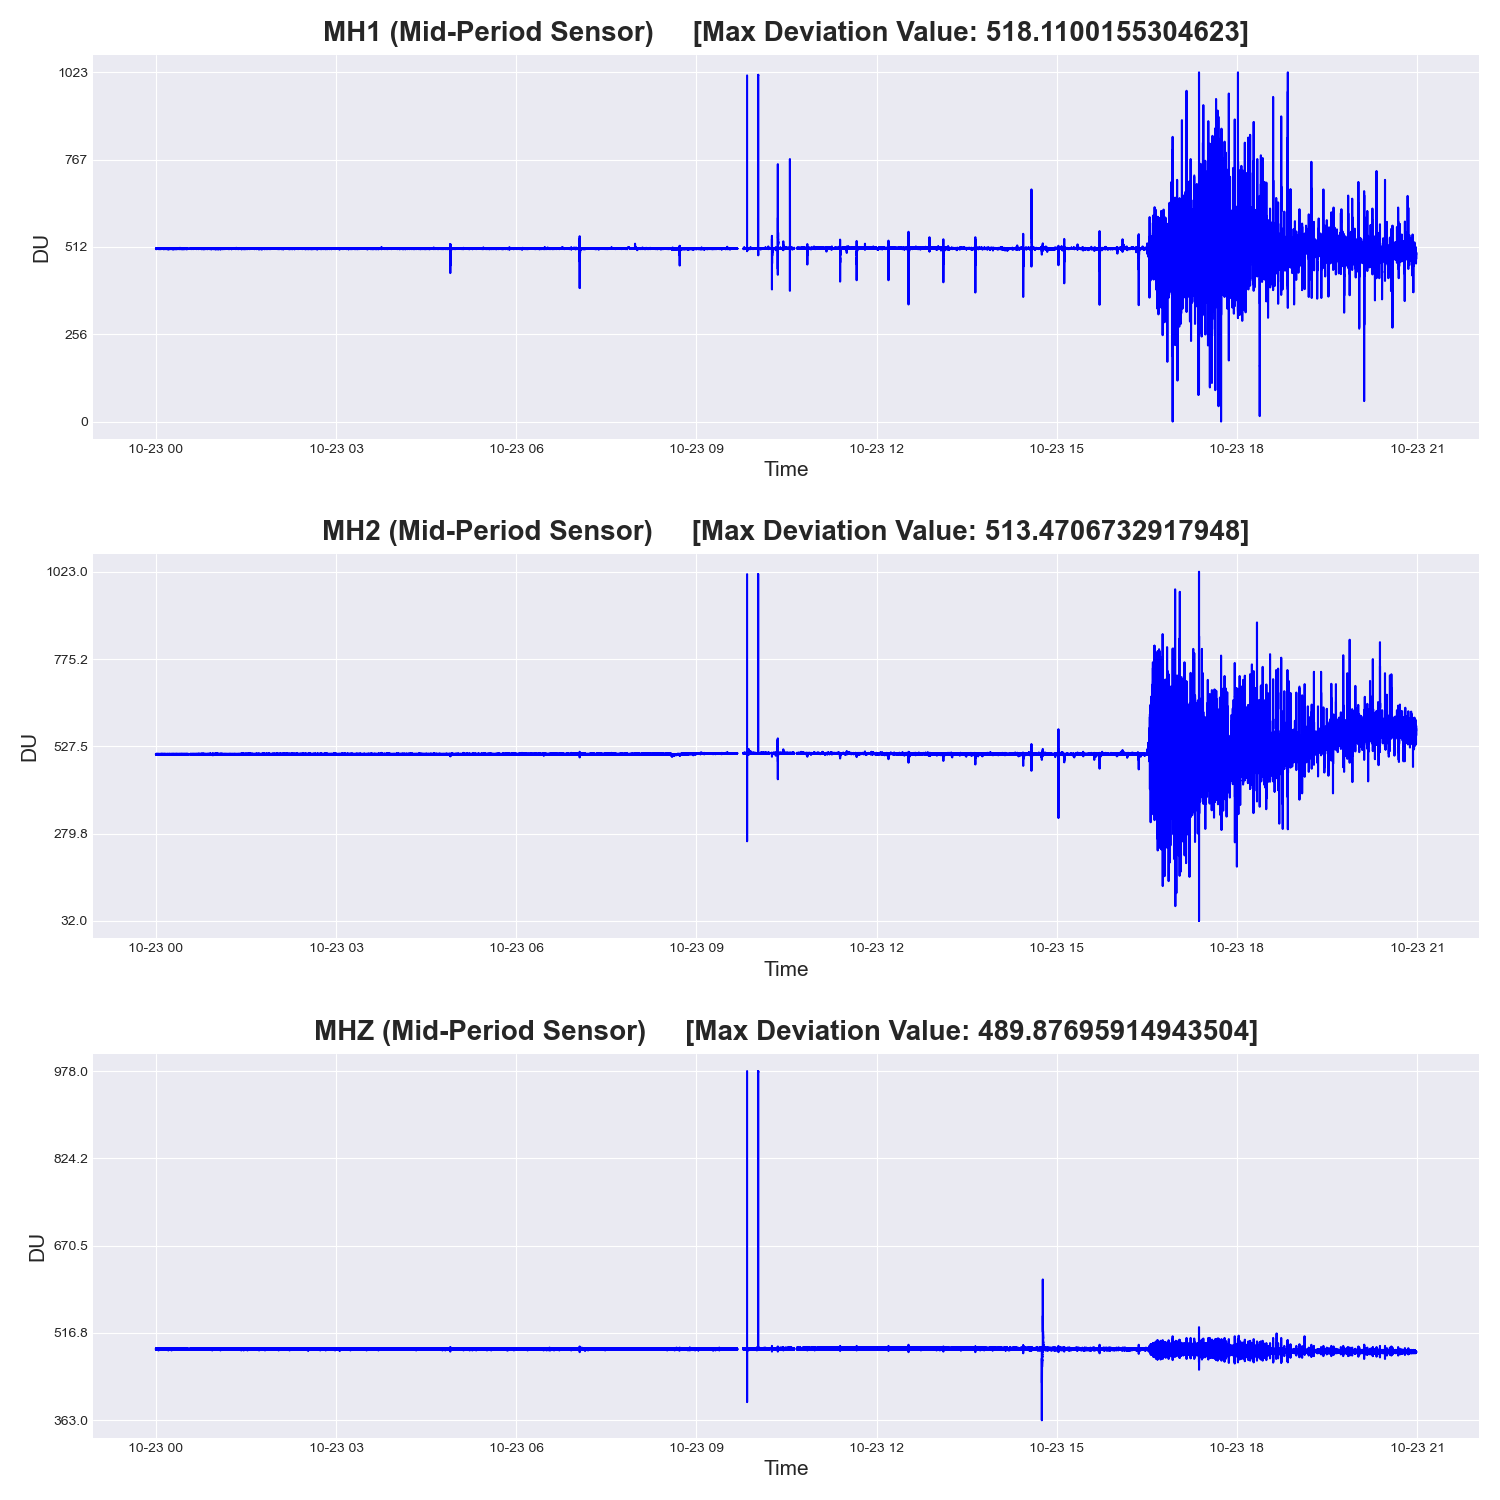 MH1 (Mid-Period Sensor) [Max Deviation Value: 518.1100155304623]
1023
767
512
256
0
DU
10-23 00 10-23 03 10-23 06 10-23 09 10-23 12 10-23 15 10-23 18 10-23 21
Time
MH2 (Mid-Period Sensor) [Max Deviation Value: 513.4706732917948]
1023.0
775.2
527.5
279.8
32.0
DU
10-23 00 10-23 03 10-23 06 10-23 09 10-23 12 10-23 15 10-23 18 10-23 21
Time
MHZ (Mid-Period Sensor) [Max Deviation Value: 489.87695914943504]
978.0
824.2
670.5
516.8
363.0
DU
10-23 00 10-23 03 10-23 06 10-23 09 10-23 12 10-23 15 10-23 18 10-23 21
Time